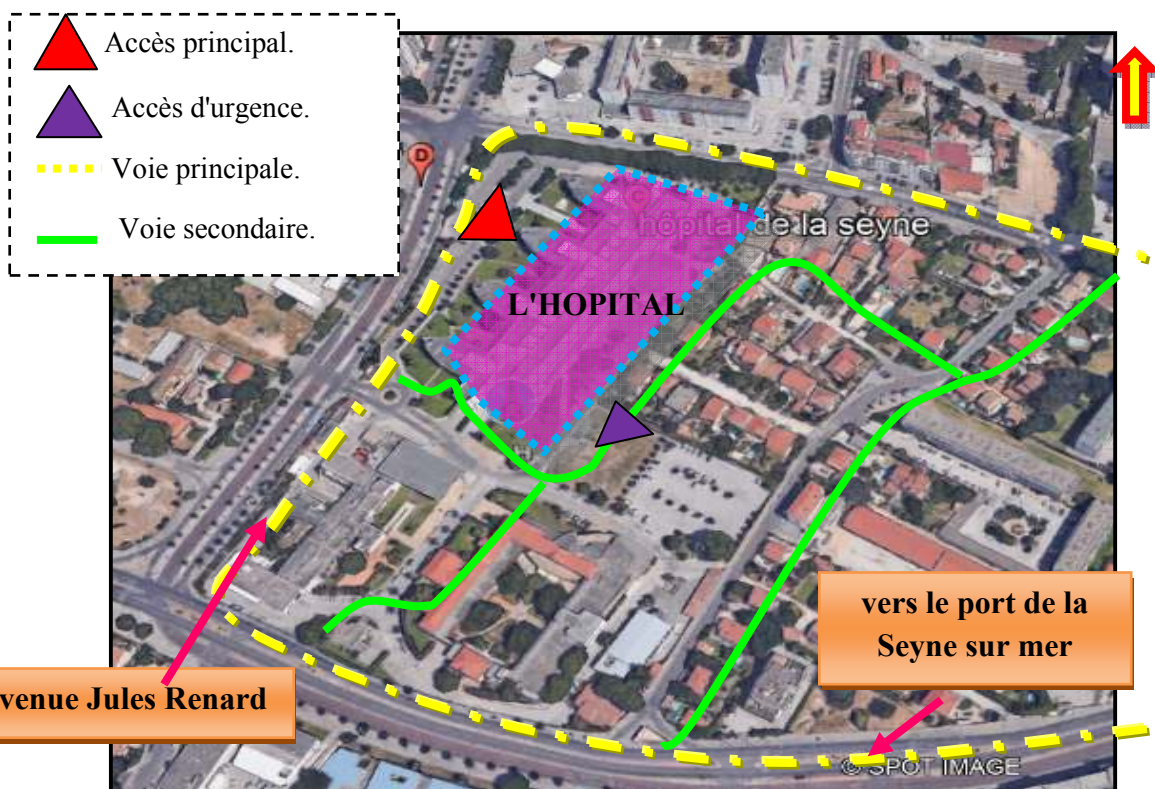 Accès principal.
Accès d'urgence.
Voie principale.
Voie secondaire.
D
hôpital de la seyne
L'HOPITAL
vers le port de la
Seyne sur mer
venue Jules Renard
© SPOT IMAGE